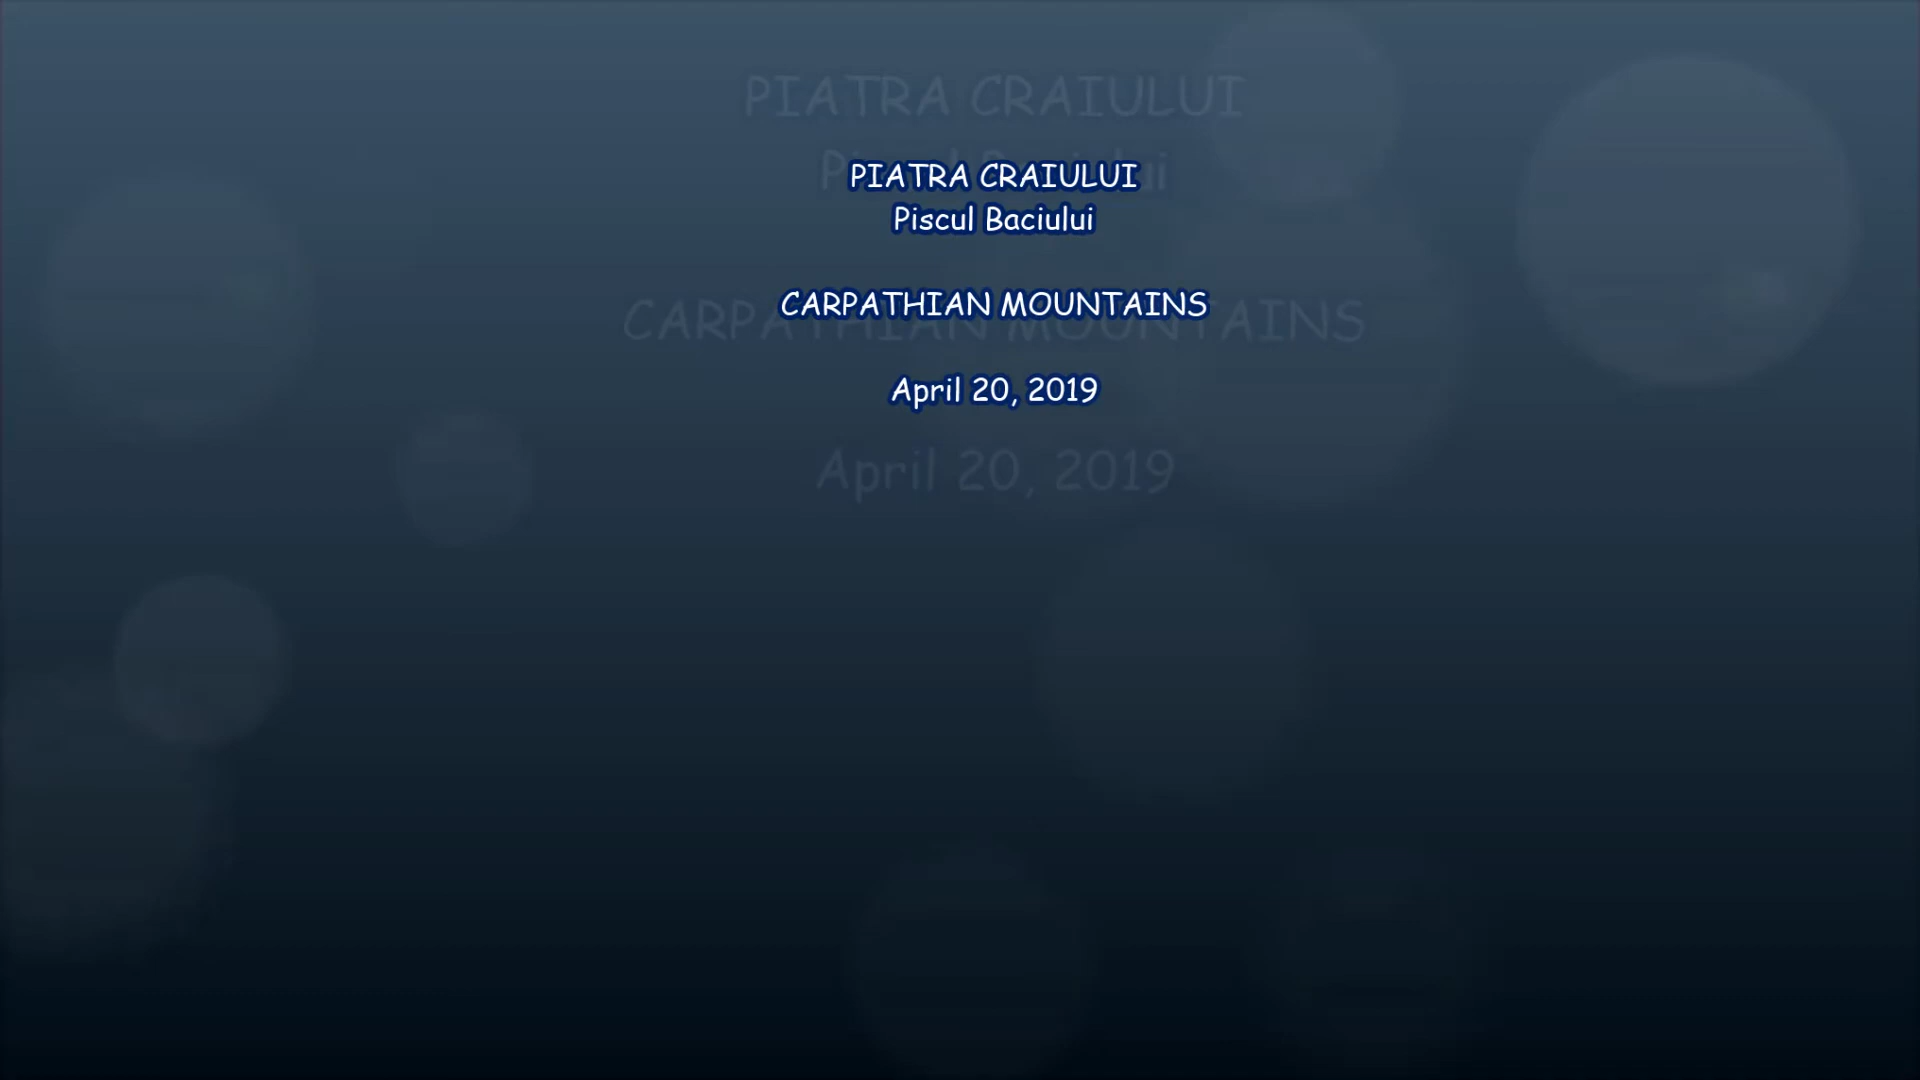 PIATRA CRAIULUI
Piscul Baciului
CARPATHIAN MOUNTAINS
April 20, 2019